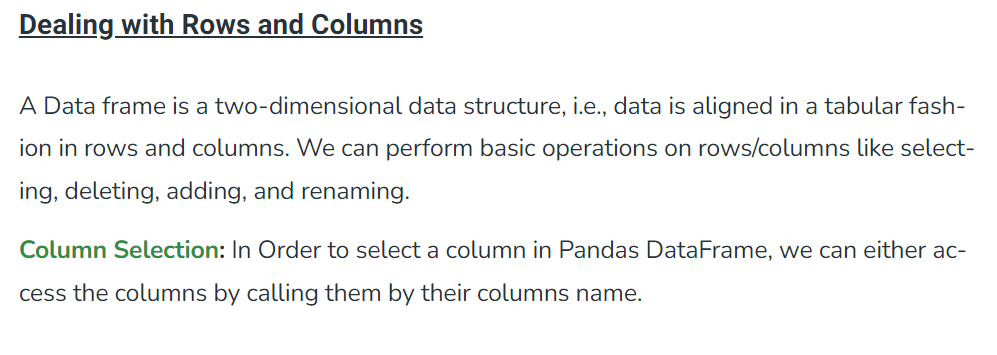 Dealing with Rows and Columns
A Data frame is a two-dimensional data structure, i.e., data is aligned in a tabular fash-
ion in rows and columns. We can perform basic operations on rows/columns like select-
ing, deleting, adding, and renaming.
Column Selection: In Order to select a column in Pandas DataFrame, we can either ac-
cess the columns by calling them by their columns name.